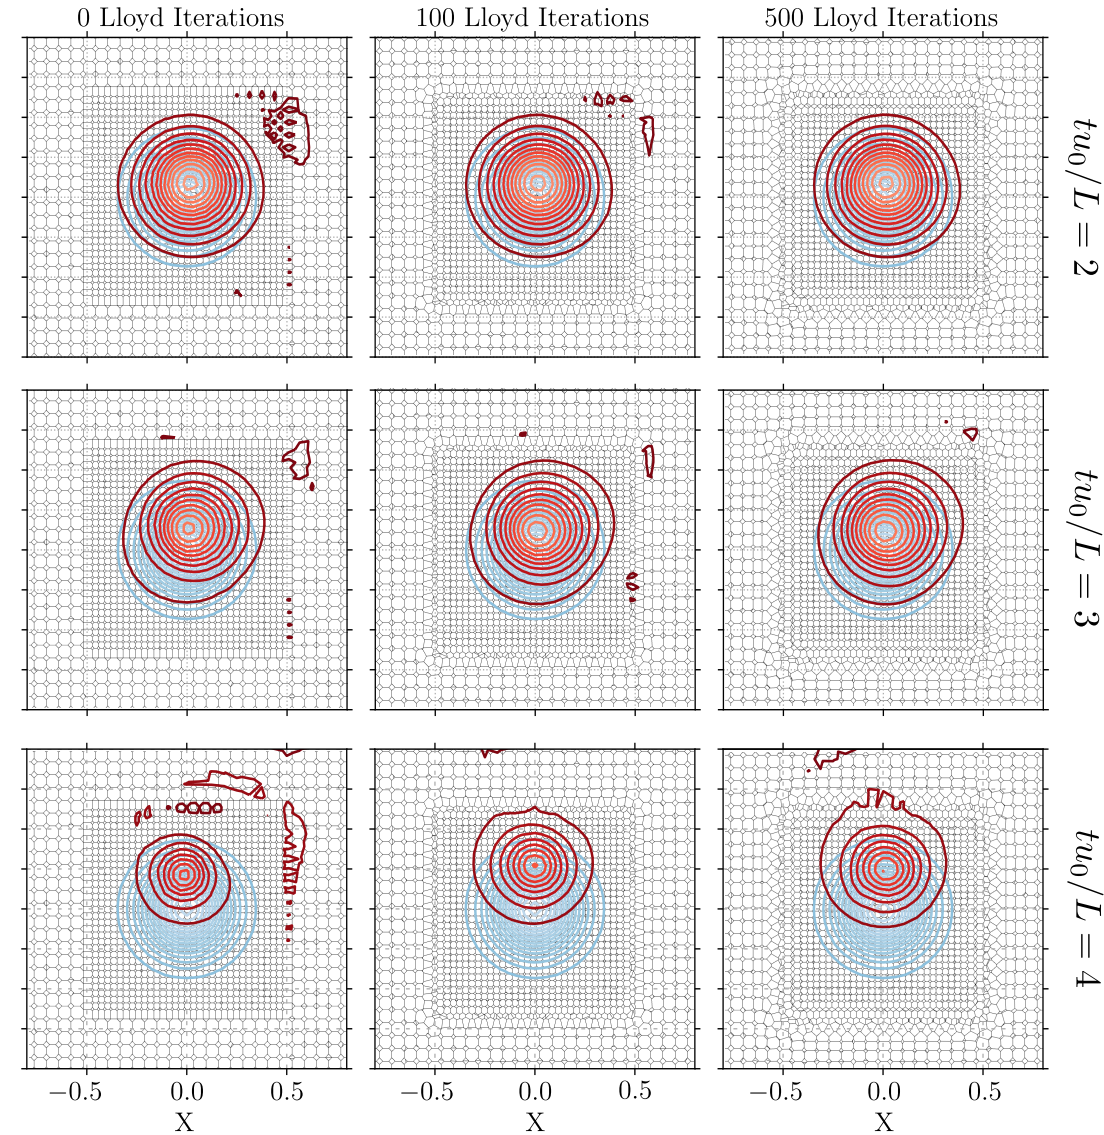 0 Lloyd Iterations
100 Lloyd Iterations
500 Lloyd Iterations
tu₀/L = 2
tu₀/L = 3
tu₀/L = 4
−0.5 0.0 0.5
−0.5 0.0 0.5
−0.5 0.0 0.5
X
X
X